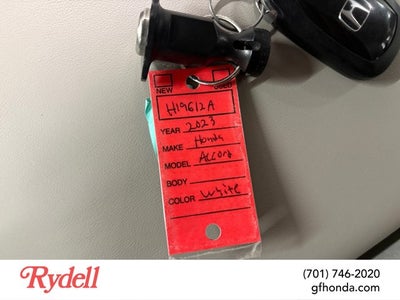 NEW USED
H19612A
YEAR 2023
MAKE Honda
MODEL Accord
BODY
COLOR White
Rydell
(701) 746-2020
gfhonda.com